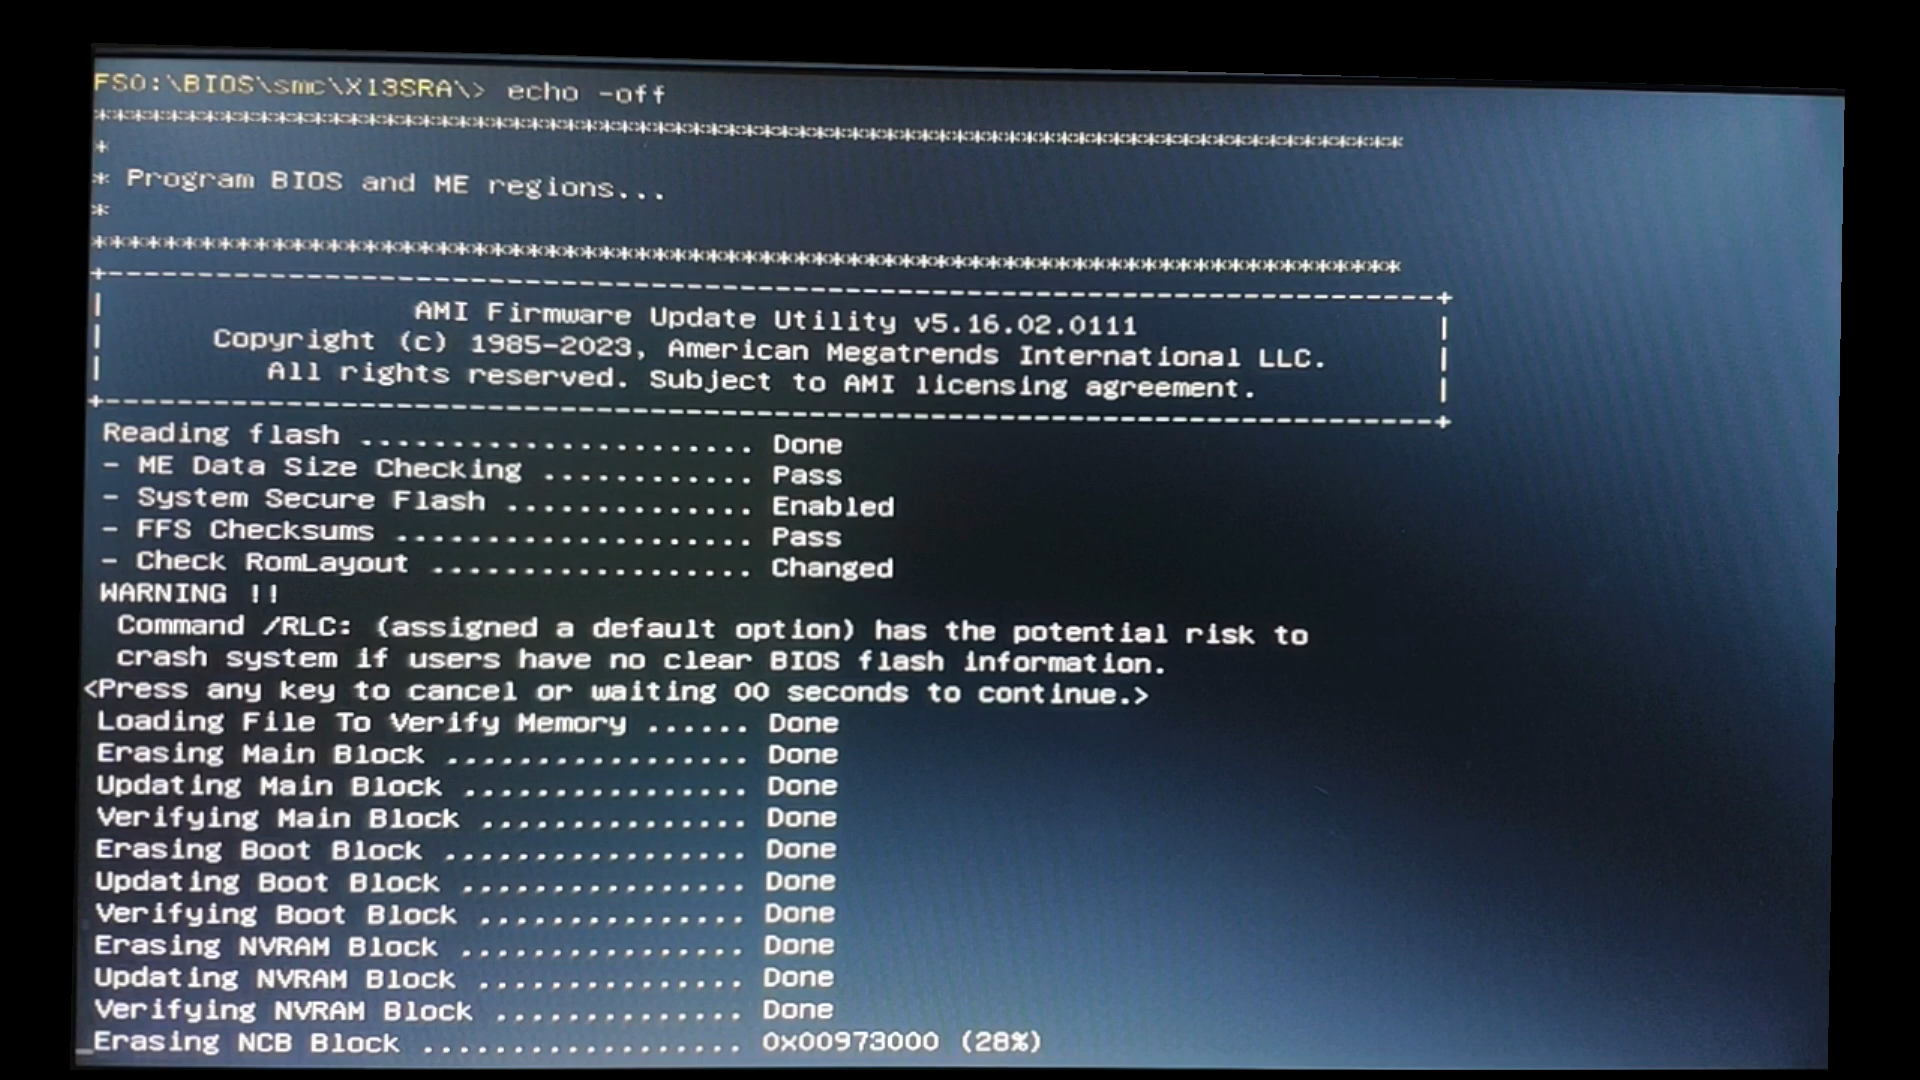 FS0:\BIOS\smc\X13SRA\> echo -off
*************************************************************************
*
* Program BIOS and ME regions...
*
*************************************************************************
+--------------------------------------------------------------------------+
|                 AMI Firmware Update Utility v5.16.02.0111                |
|      Copyright (c) 1985-2023, American Megatrends International LLC.      |
|         All rights reserved. Subject to AMI licensing agreement.         |
+--------------------------------------------------------------------------+
Reading flash ...................... Done
- ME Data Size Checking ............ Pass
- System Secure Flash .............. Enabled
- FFS Checksums .................... Pass
- Check RomLayout .................. Changed
WARNING !!
Command /RLC: (assigned a default option) has the potential risk to
crash system if users have no clear BIOS flash information.
<Press any key to cancel or waiting 00 seconds to continue.>
Loading File To Verify Memory ...... Done
Erasing Main Block ................. Done
Updating Main Block ................ Done
Verifying Main Block ............... Done
Erasing Boot Block ................. Done
Updating Boot Block ................ Done
Verifying Boot Block ............... Done
Erasing NVRAM Block ................ Done
Updating NVRAM Block ............... Done
Verifying NVRAM Block .............. Done
Erasing NCB Block .................. 0x00973000 (28%)